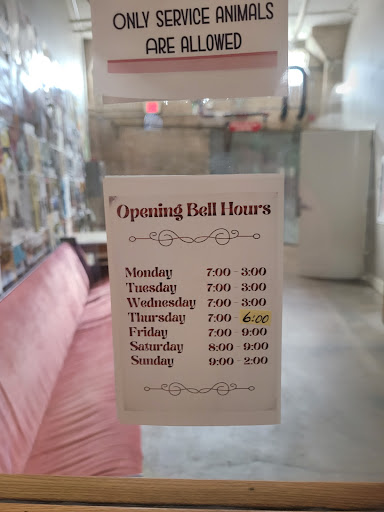 ONLY SERVICE ANIMALS
ARE ALLOWED
Opening Bell Hours
Monday 7:00 - 3:00
Tuesday 7:00 - 3:00
Wednesday 7:00 - 3:00
Thursday 7:00 - 6:00
Friday 7:00 9:00
Saturday 8:00 - 9:00
Sunday 9:00 - 2:00